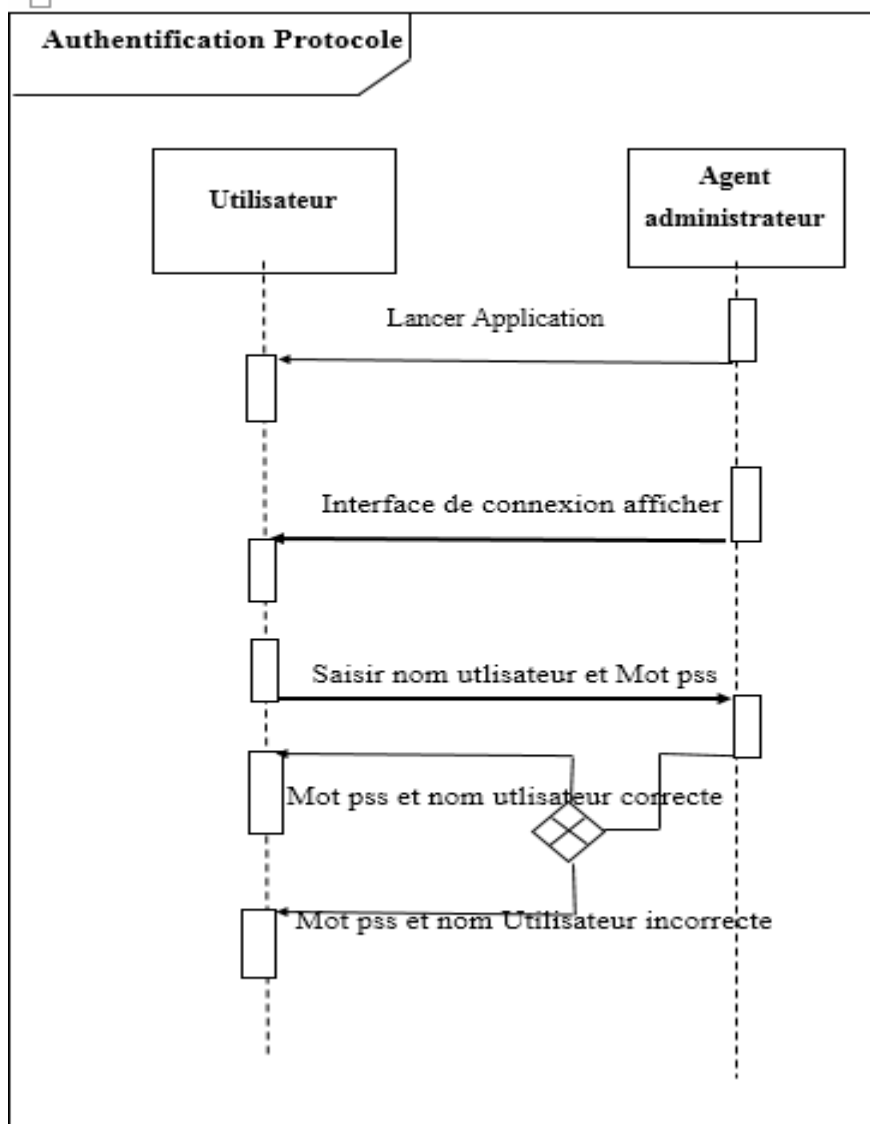 Authentification Protocole
Utilisateur
Agent
administrateur
Lancer Application
Interface de connexion afficher
Saisir nom utlisateur et Mot pss
Mot pss et nom utlisateur correcte
Mot pss et nom Utilisateur incorrecte